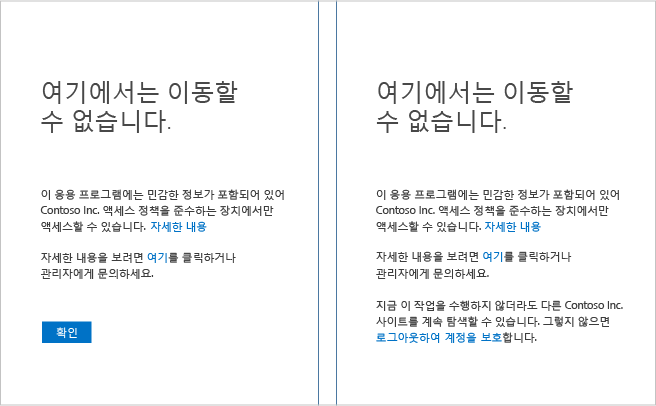 여기에서는 이동할
수 없습니다.
이 응용 프로그램에는 민감한 정보가 포함되어 있어
Contoso Inc. 액세스 정책을 준수하는 장치에서만
액세스할 수 있습니다. 자세한 내용
자세한 내용을 보려면 여기를 클릭하거나
관리자에게 문의하세요.
확인
여기에서는 이동할
수 없습니다.
이 응용 프로그램에는 민감한 정보가 포함되어 있어
Contoso Inc. 액세스 정책을 준수하는 장치에서만
액세스할 수 있습니다. 자세한 내용
자세한 내용을 보려면 여기를 클릭하거나
관리자에게 문의하세요.
지금 이 작업을 수행하지 않더라도 다른 Contoso Inc.
사이트를 계속 탐색할 수 있습니다. 그렇지 않으면
로그아웃하여 계정을 보호합니다.